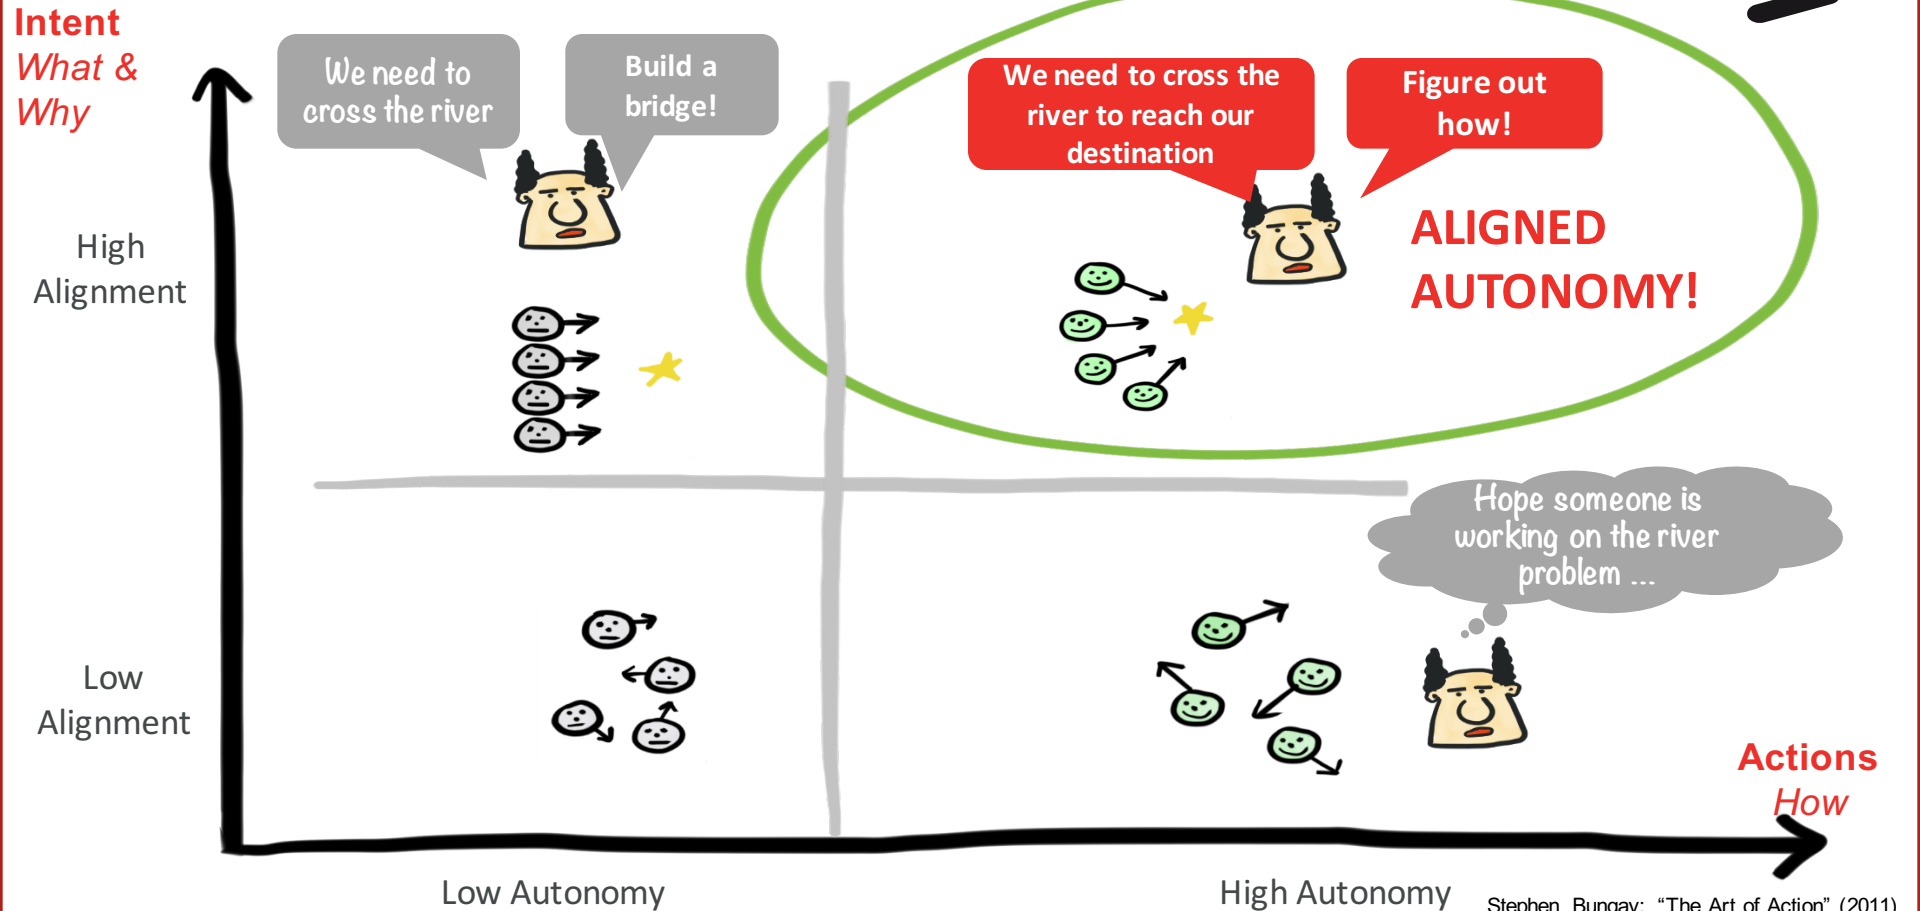 Intent
What &
Why
We need to
cross the river
Build a
bridge!
We need to cross the
river to reach our
destination
Figure out
how!
ALIGNED
AUTONOMY!
High
Alignment
Hope someone is
working on the river
problem ...
Low
Alignment
Actions
How
Low Autonomy
High Autonomy
Stephen Bungay: “The Art of Action” (2011)